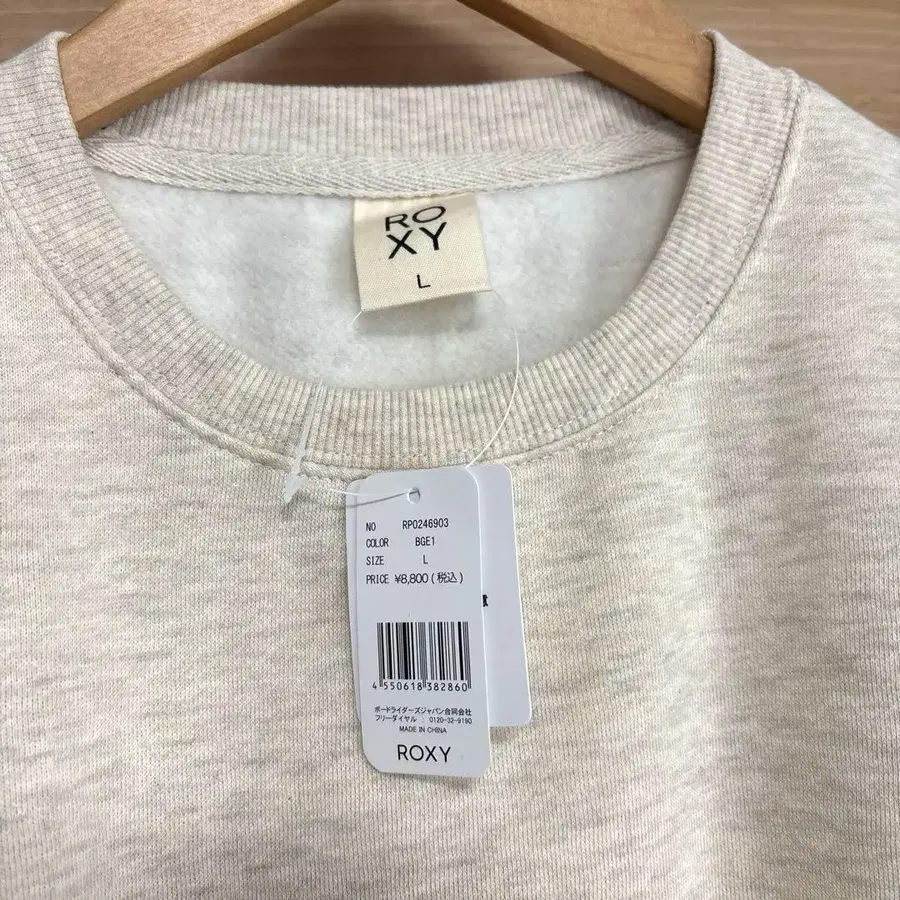 RO
XY
L
NO RPO246903
COLOR BGE1
SIZE L
PRICE ¥8,800(税込)
4 550618 382860
ボードライダーズジャパン合同会社
フリーダイヤル : 0120-32-9190
MADE IN CHINA
ROXY